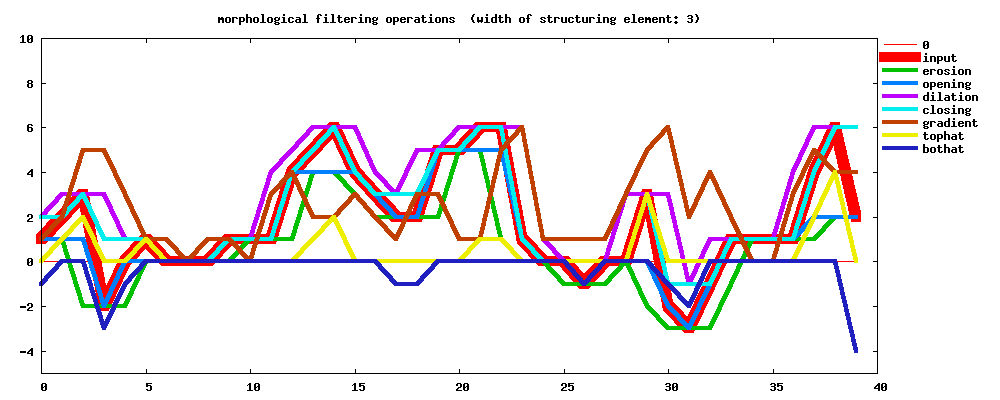 morphological filtering operations  (width of structuring element: 3)
10
8
6
4
2
0
-2
-4
0 5 10 15 20 25 30 35 40
0
input
erosion
opening
dilation
closing
gradient
tophat
bothat